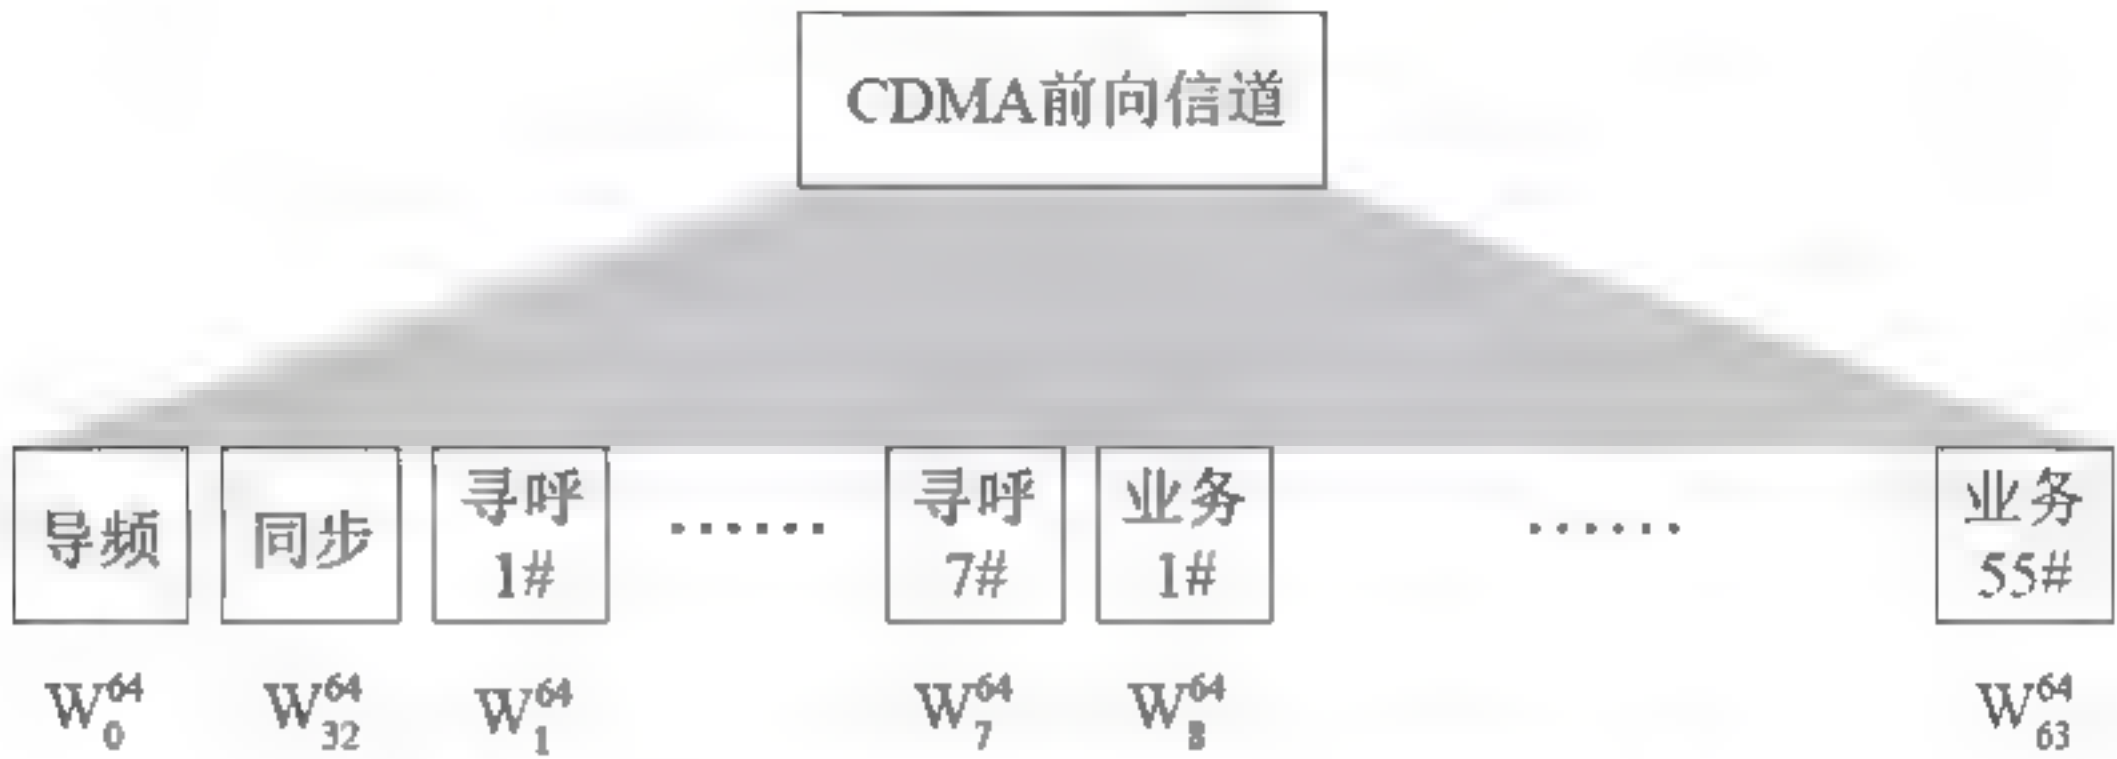 CDMA前向信道
导频
同步
寻呼
1#
……
寻呼
7#
业务
1#
……
业务
55#
W₀⁶⁴
W₃₂⁶⁴
W₁⁶⁴
W₇⁶⁴
W₈⁶⁴
W₆₃⁶⁴